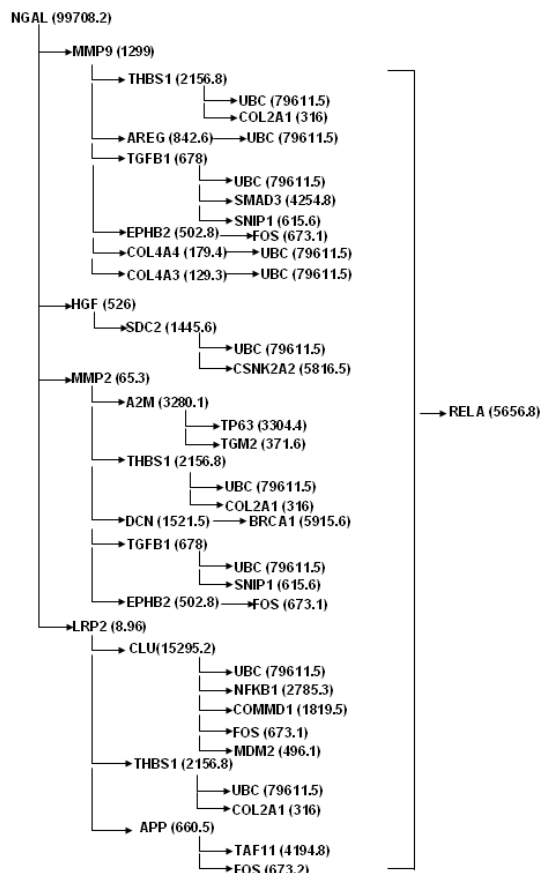 NGAL (99708.2)
MMP9 (1299)
THBS1 (2156.8)
UBC (79611.5)
COL2A1 (316)
AREG (842.6) UBC (79611.5)
TGFB1 (678)
UBC (79611.5)
SMAD3 (4254.8)
SNIP1 (615.6)
EPHB2 (502.8) FOS (673.1)
COL4A4 (179.4) UBC (79611.5)
COL4A3 (129.3) UBC (79611.5)
HGF (526)
SDC2 (1445.6)
UBC (79611.5)
CSNK2A2 (5816.5)
MMP2 (65.3)
A2M (3280.1)
RELA (5656.8)
TP63 (3304.4)
TGM2 (371.6)
THBS1 (2156.8)
UBC (79611.5)
COL2A1 (316)
DCN (1521.5) BRCA1 (5915.6)
TGFB1 (678)
UBC (79611.5)
SNIP1 (615.6)
EPHB2 (502.8) FOS (673.1)
LRP2 (8.96)
CLU(15295.2)
UBC (79611.5)
NFKB1 (2785.3)
COMMD1 (1819.5)
FOS (673.1)
MDM2 (496.1)
THBS1 (2156.8)
UBC (79611.5)
COL2A1 (316)
APP (660.5)
TAF11 (4194.8)
FOS (673.2)